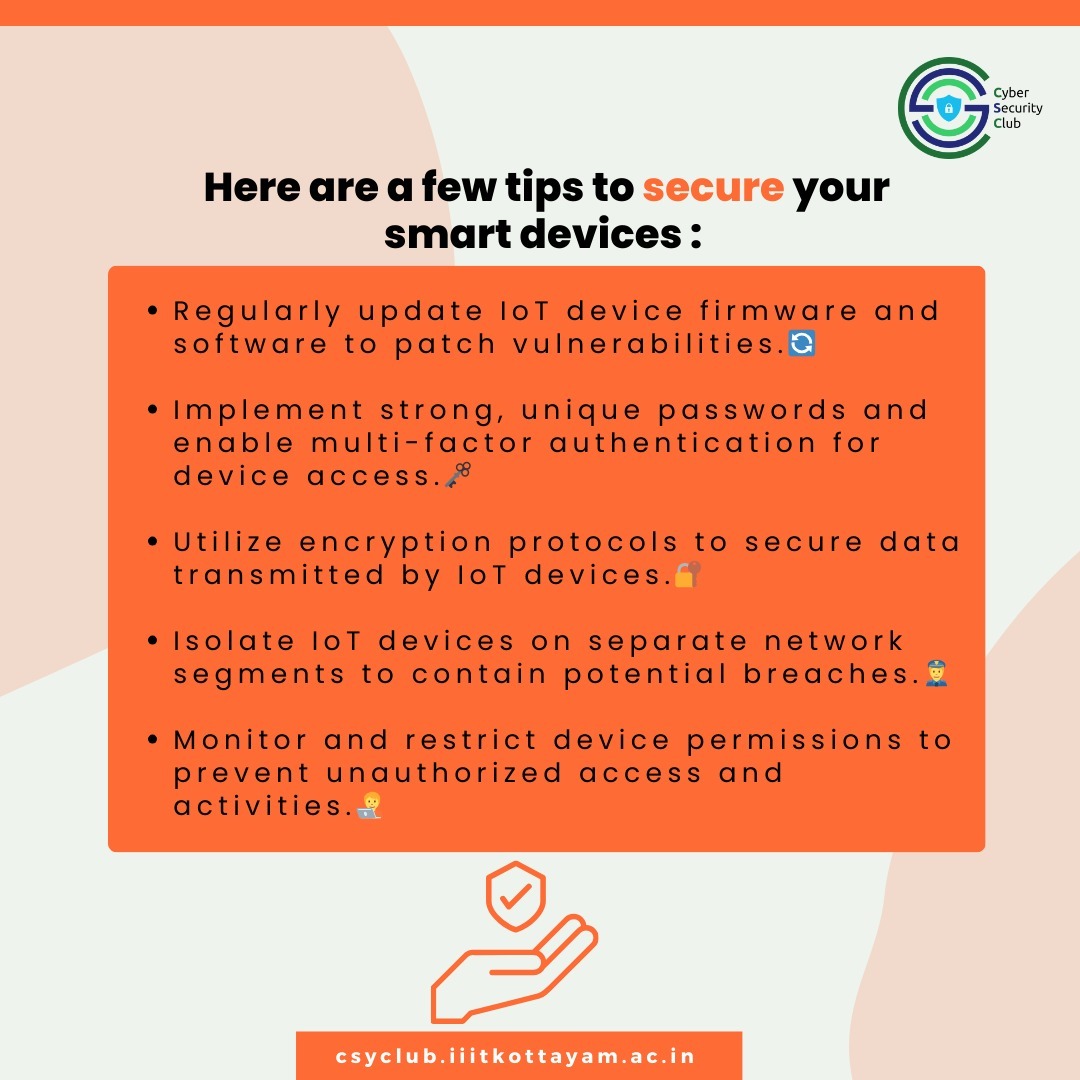 Cyber
Security
Club
Here are a few tips to secure your
smart devices :
• Regularly update IoT device firmware and
software to patch vulnerabilities.🔄
• Implement strong, unique passwords and
enable multi-factor authentication for
device access.🗝️
• Utilize encryption protocols to secure data
transmitted by IoT devices.🔐
• Isolate IoT devices on separate network
segments to contain potential breaches.👮‍♂️
• Monitor and restrict device permissions to
prevent unauthorized access and
activities.🧑‍💻
csyclub.iiitkottayam.ac.in